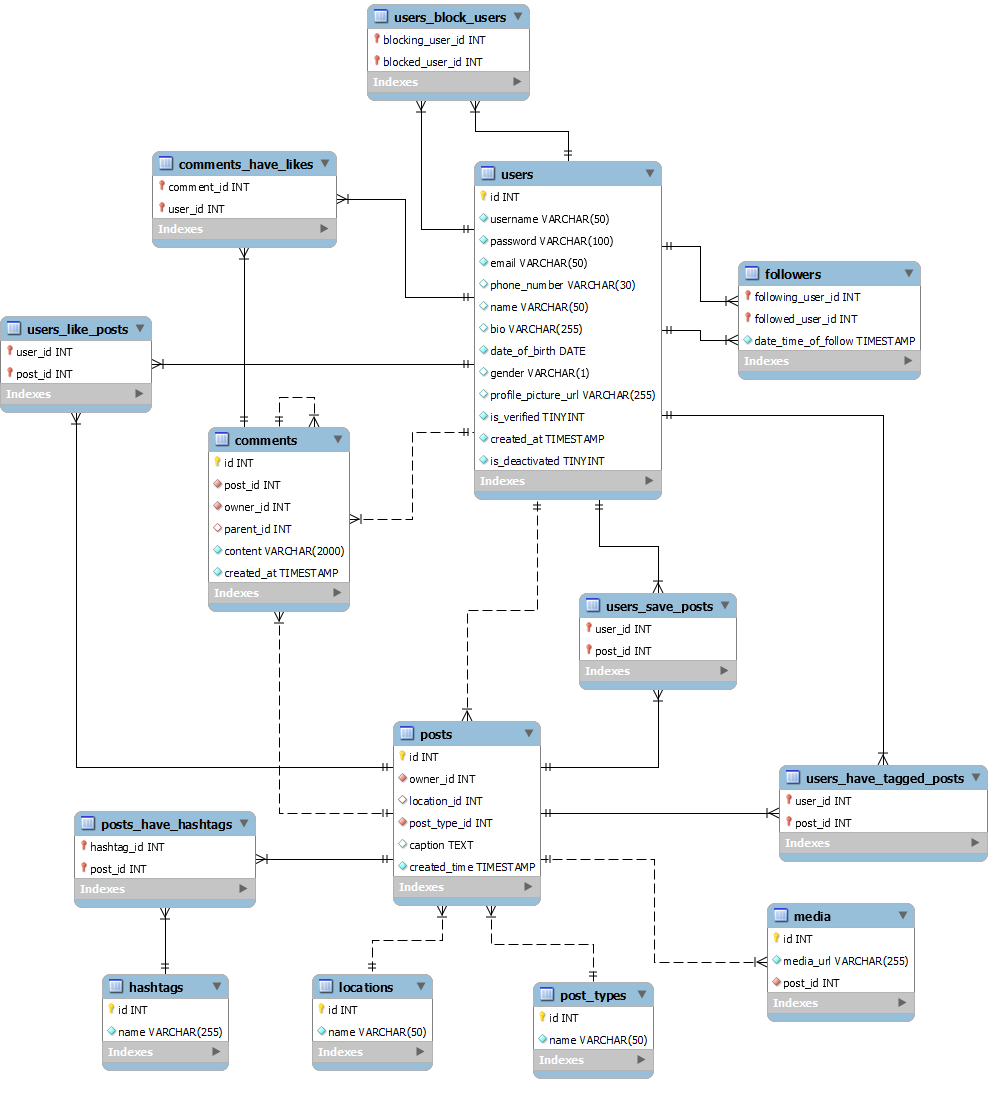 users_block_users
blocking_user_id INT
blocked_user_id INT
Indexes
comments_have_likes
comment_id INT
user_id INT
Indexes
users
id INT
username VARCHAR(50)
password VARCHAR(100)
email VARCHAR(50)
phone_number VARCHAR(30)
name VARCHAR(50)
bio VARCHAR(255)
date_of_birth DATE
gender VARCHAR(1)
profile_picture_url VARCHAR(255)
is_verified TINYINT
created_at TIMESTAMP
is_deactivated TINYINT
Indexes
followers
following_user_id INT
followed_user_id INT
date_time_of_follow TIMESTAMP
Indexes
users_like_posts
user_id INT
post_id INT
Indexes
comments
id INT
post_id INT
owner_id INT
parent_id INT
content VARCHAR(2000)
created_at TIMESTAMP
Indexes
users_save_posts
user_id INT
post_id INT
Indexes
posts
id INT
owner_id INT
location_id INT
post_type_id INT
caption TEXT
created_time TIMESTAMP
Indexes
users_have_tagged_posts
user_id INT
post_id INT
Indexes
posts_have_hashtags
hashtag_id INT
post_id INT
Indexes
media
id INT
media_url VARCHAR(255)
post_id INT
Indexes
hashtags
id INT
name VARCHAR(255)
Indexes
locations
id INT
name VARCHAR(50)
Indexes
post_types
id INT
name VARCHAR(50)
Indexes